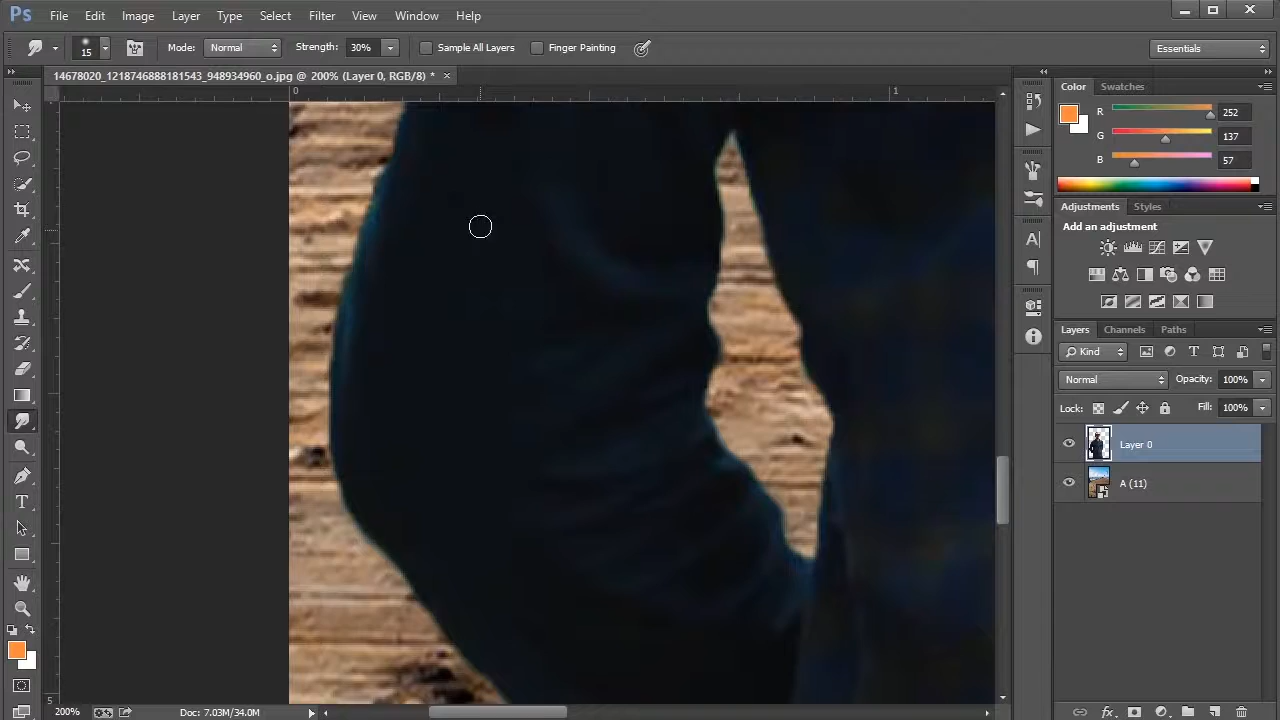 Ps File Edit Image Layer Type Select Filter View Window Help
15 Mode: Normal Strength: 30% Sample All Layers Finger Painting Essentials
14678020_1218746888181543_948934960_o.jpg @ 200% (Layer 0, RGB/8) * ×
0 1
Color Swatches
R 252
G 137
B 57
Adjustments Styles
Add an adjustment
Layers Channels Paths
Kind
Normal Opacity: 100%
Lock: Fill: 100%
Layer 0
A (11)
5
200% Doc: 7.03M/34.0M